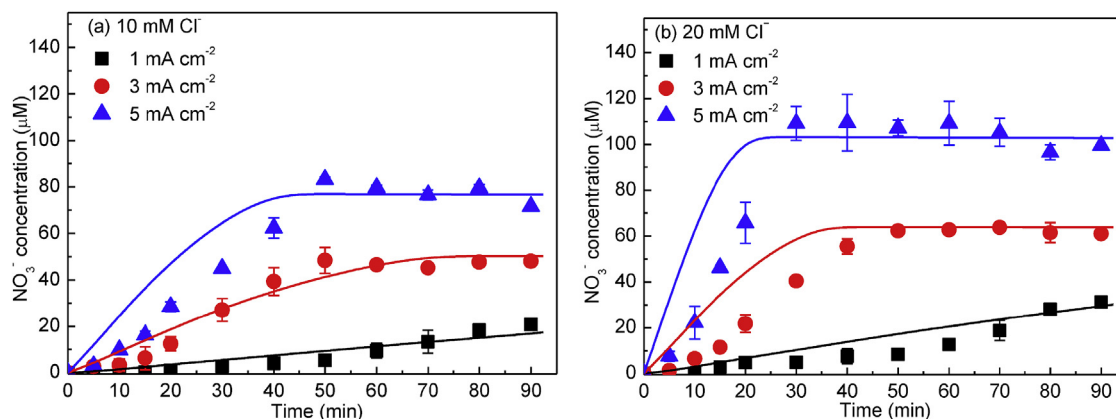 (a) 10 mM Cl⁻
1 mA cm⁻²
3 mA cm⁻²
5 mA cm⁻²
NO₃⁻ concentration (μM)
140
120
100
80
60
40
20
0
0 10 20 30 40 50 60 70 80 90
Time (min)
(b) 20 mM Cl⁻
1 mA cm⁻²
3 mA cm⁻²
5 mA cm⁻²
NO₃⁻ concentration (μM)
140
120
100
80
60
40
20
0
0 10 20 30 40 50 60 70 80 90
Time (min)